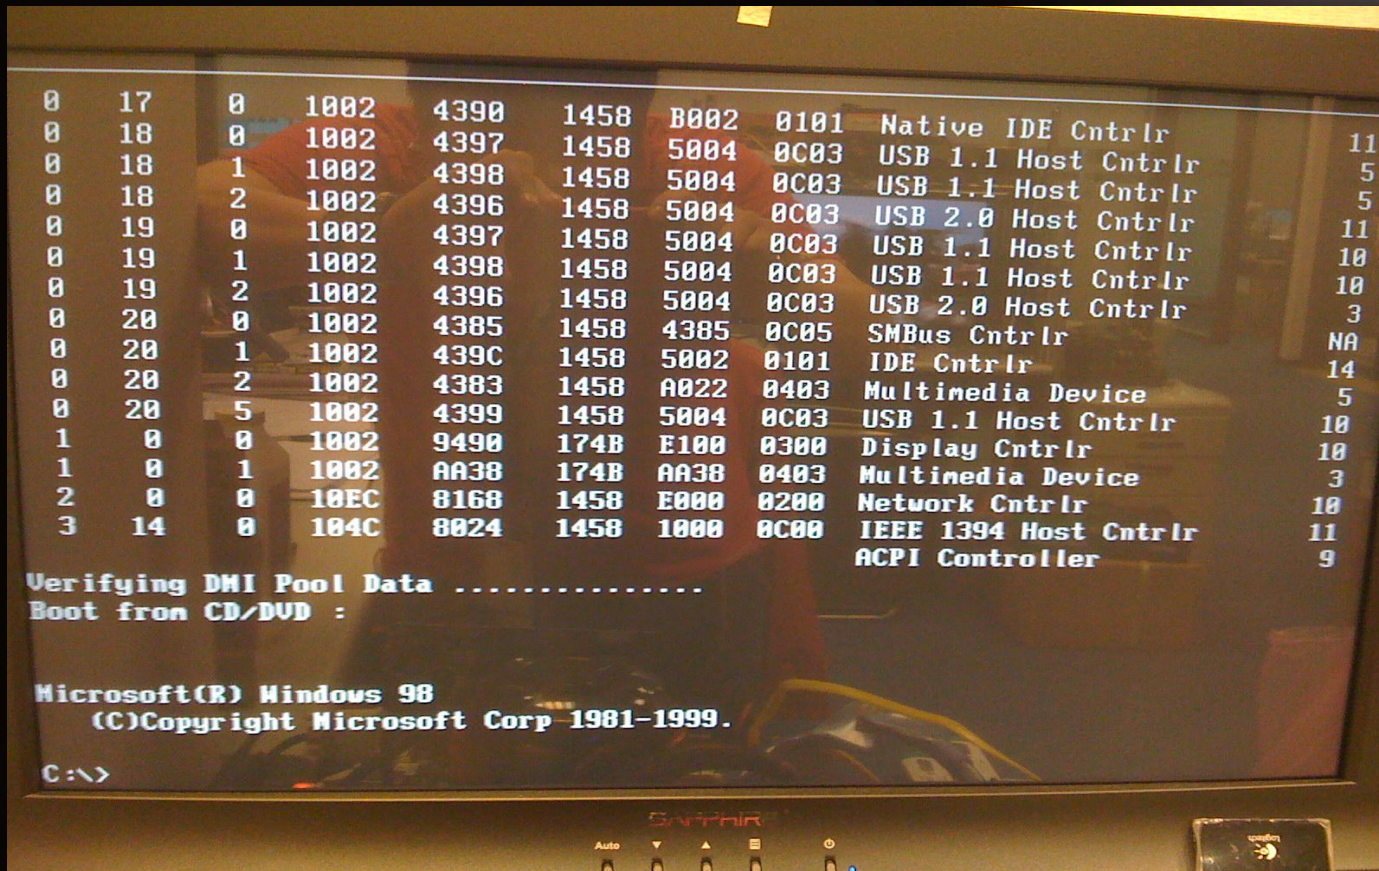 0 17 0 1002 4390 1458 B002 0101 Native IDE Cntrlr 11
0 18 0 1002 4397 1458 5004 0C03 USB 1.1 Host Cntrlr 5
0 18 1 1002 4398 1458 5004 0C03 USB 1.1 Host Cntrlr 5
0 18 2 1002 4396 1458 5004 0C03 USB 2.0 Host Cntrlr 11
0 19 0 1002 4397 1458 5004 0C03 USB 1.1 Host Cntrlr 10
0 19 1 1002 4398 1458 5004 0C03 USB 1.1 Host Cntrlr 10
0 19 2 1002 4396 1458 5004 0C03 USB 2.0 Host Cntrlr 3
0 20 0 1002 4385 1458 4385 0C05 SMBus Cntrlr NA
0 20 1 1002 439C 1458 5002 0101 IDE Cntrlr 14
0 20 2 1002 4383 1458 A022 0403 Multimedia Device 5
0 20 5 1002 4399 1458 5004 0C03 USB 1.1 Host Cntrlr 10
1 0 0 1002 9490 174B E100 0300 Display Cntrlr 10
1 0 1 1002 AA38 174B AA38 0403 Multimedia Device 3
2 0 0 10EC 8168 1458 E000 0200 Network Cntrlr 10
3 14 0 104C 8024 1458 1000 0C00 IEEE 1394 Host Cntrlr 11
ACPI Controller 9
Verifying DMI Pool Data ...............
Boot from CD/DVD :
Microsoft(R) Windows 98
(C)Copyright Microsoft Corp 1981-1999.
C:\>
SAPPHIRE
Auto
Logitech